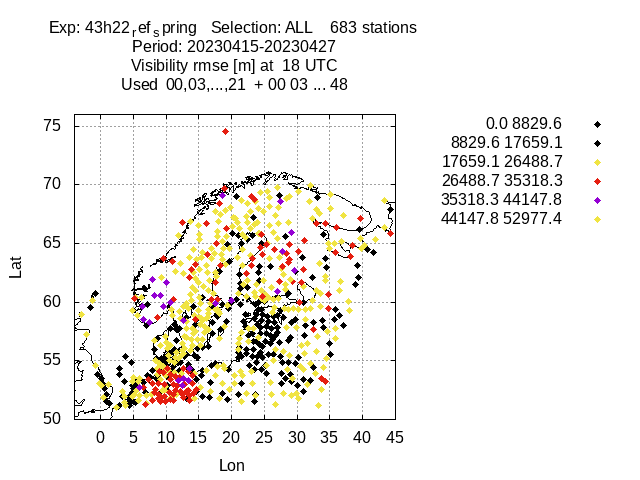 Exp: 43h22ref spring   Selection: ALL    683 stations
Period: 20230415-20230427
Visibility rmse [m] at  18 UTC
Used  00,03,...,21  + 00 03 ... 48
75
70
65
60
55
50
Lat
0 5 10 15 20 25 30 35 40 45
Lon
0.0 8829.6
8829.6 17659.1
17659.1 26488.7
26488.7 35318.3
35318.3 44147.8
44147.8 52977.4